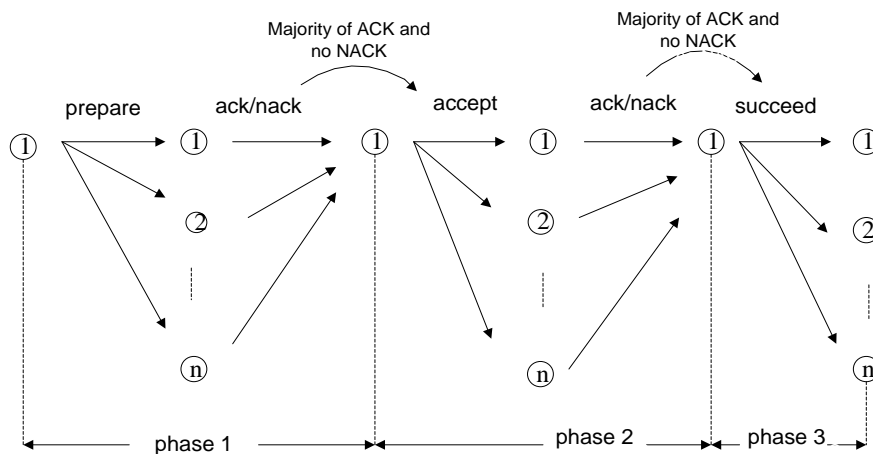 Majority of ACK and
no NACK
Majority of ACK and
no NACK
prepare
ack/nack
accept
ack/nack
succeed
1
1
1
1
1
1
2
2
2
n
n
n
phase 1
phase 2
phase 3